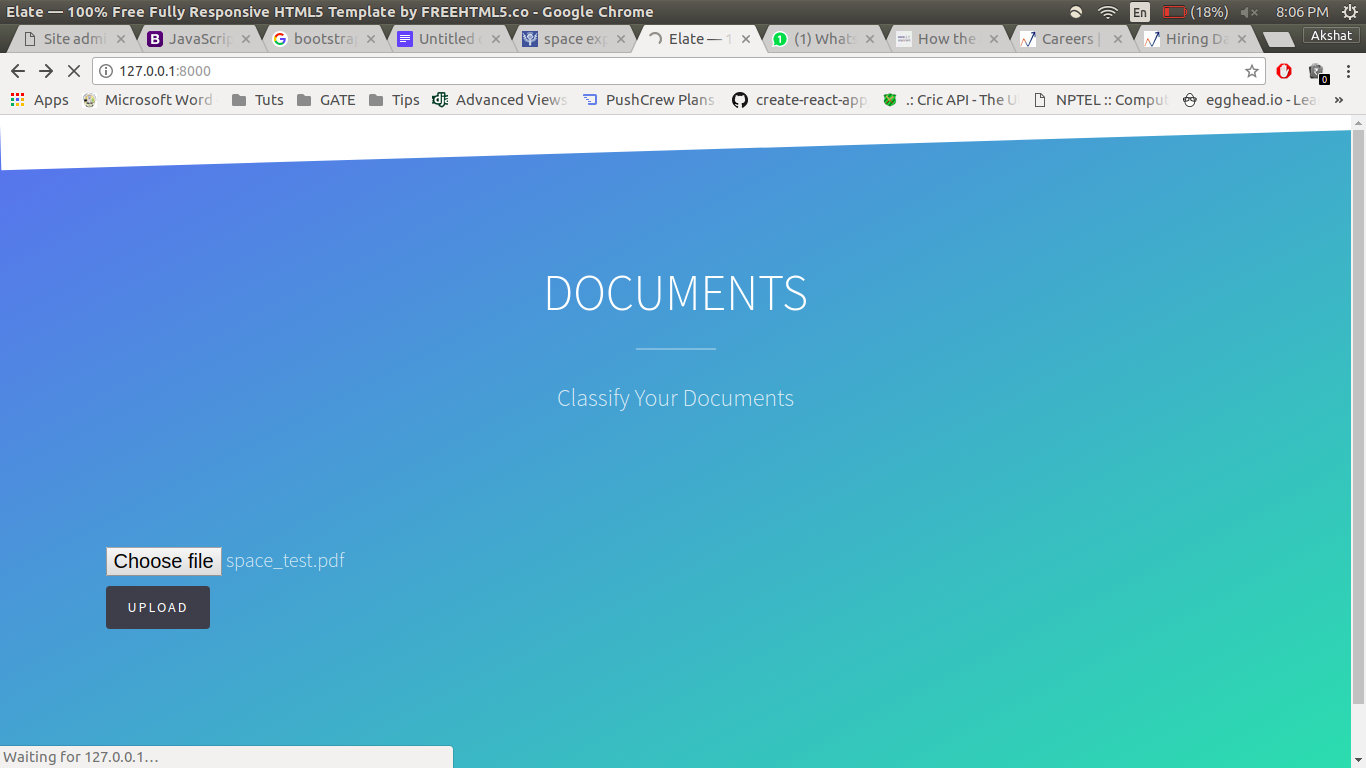 Elate — 100% Free Fully Responsive HTML5 Template by FREEHTML5.co - Google Chrome
En (18%) 8:06 PM
Site admi JavaScrip bootstrap Untitled space exp Elate — 1 (1) Whats How the Careers | Hiring Da Akshat
127.0.0.1:8000
0
Apps Microsoft Word Tuts GATE Tips Advanced Views PushCrew Plans create-react-app .: Cric API - The U NPTEL :: Comput egghead.io - Lea »
DOCUMENTS
Classify Your Documents
Choose file space_test.pdf
UPLOAD
Waiting for 127.0.0.1…